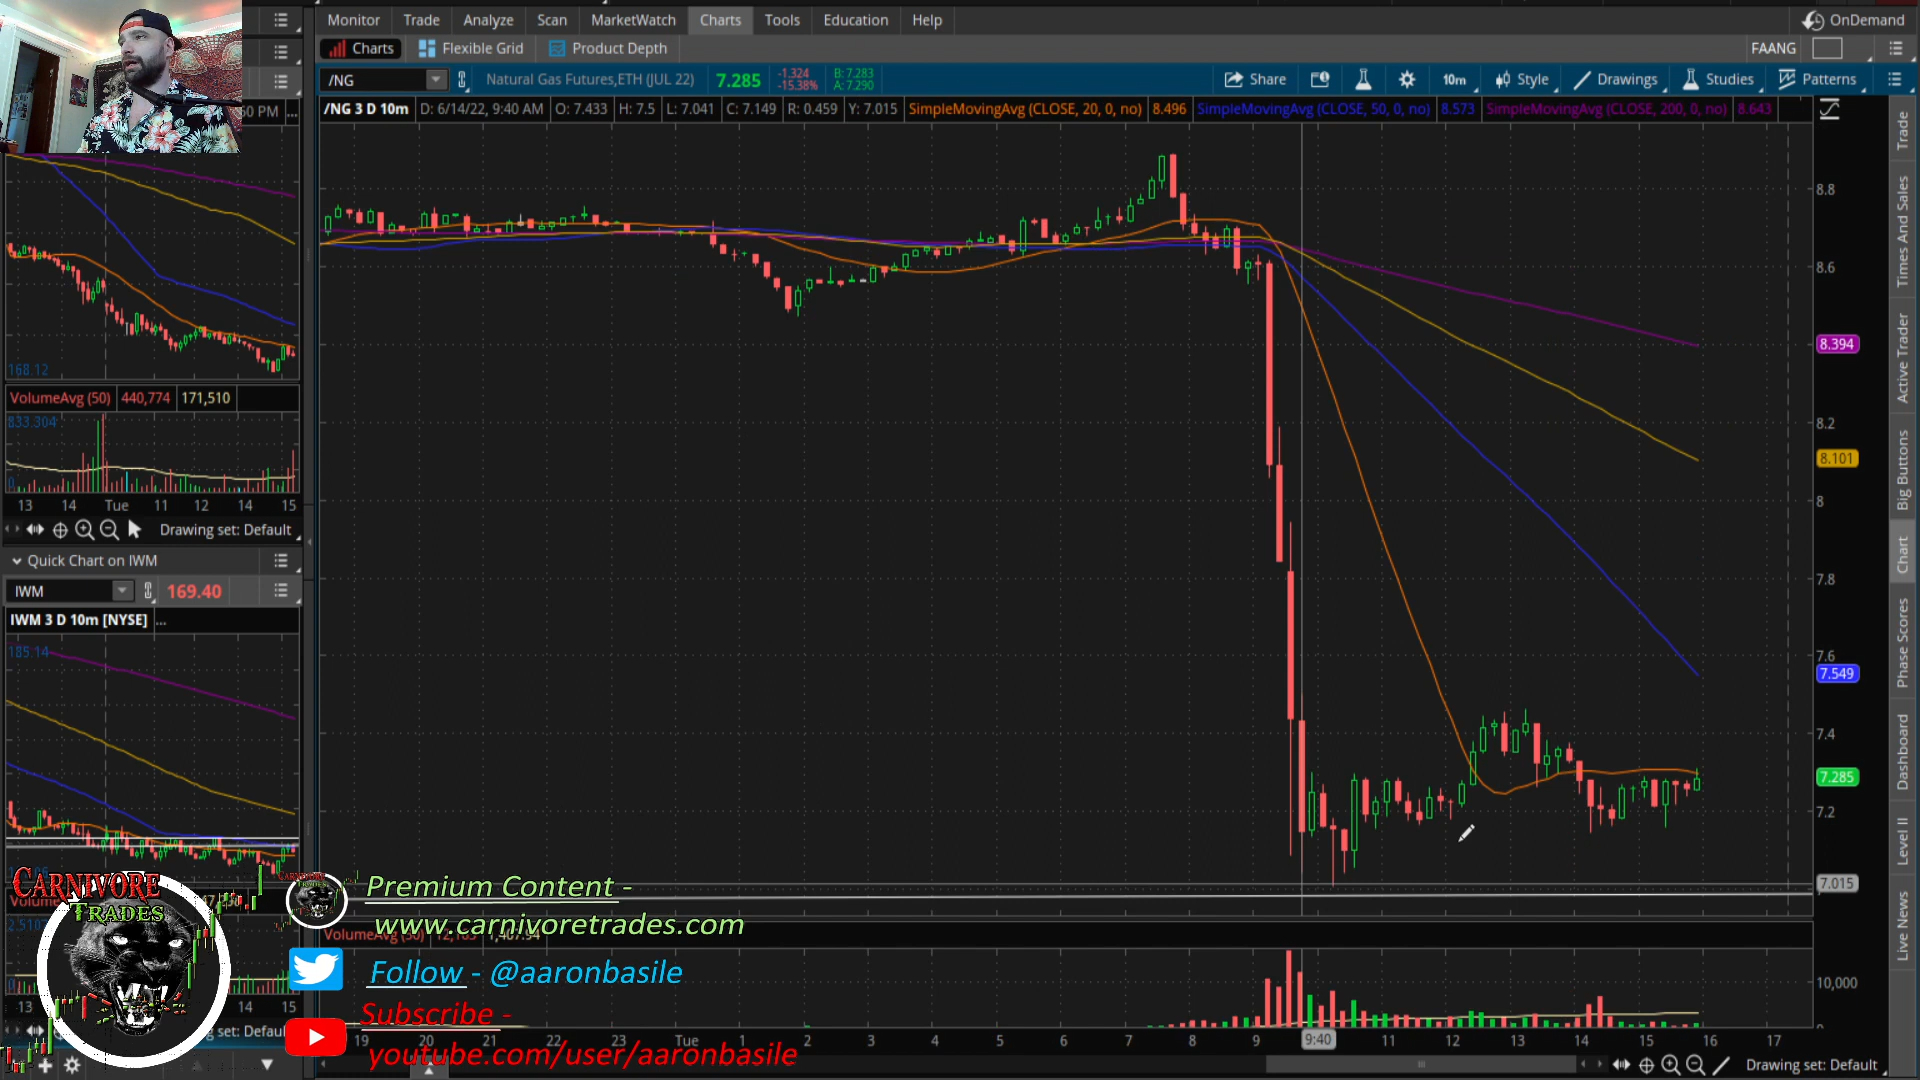 Monitor Trade Analyze Scan MarketWatch Charts Tools Education Help OnDemand
Charts Flexible Grid Product Depth FAANG
/NG Natural Gas Futures,ETH (JUL 22) 7.285 -1.324 -15.38% B: 7.283 A: 7.290 Share 10m Style Drawings Studies Patterns
/NG 3 D 10m D: 6/14/22, 9:40 AM O: 7.433 H: 7.5 L: 7.041 C: 7.149 R: 0.459 Y: 7.015 SimpleMovingAvg (CLOSE, 20, 0, no) 8.496 SimpleMovingAvg (CLOSE, 50, 0, no) 8.573 SimpleMovingAvg (CLOSE, 200, 0, no) 8.643
50 PM ...
8.8
8.6
8.394
8.2
8.101
8
7.8
7.6
7.549
7.4
7.285
7.2
7.015
168.12
VolumeAvg (50) 440,774 171,510
833.304
0
13 14 Tue 11 12 13 14 15
Drawing set: Default
Quick Chart on IWM
IWM 169.40
IWM 3 D 10m [NYSE] ...
185.14
CARNIVORE
TRADES
Premium Content -
www.carnivoretrades.com
Follow - @aaronbasile
Subscribe -
youtube.com/user/aaronbasile
10,000
19 20 21 22 23 Tue 1 2 3 4 5 6 7 8 9 9:40 11 12 13 14 15 16 17
13 14 15
Drawing set: Default
Trade
Times And Sales
Active Trader
Big Buttons
Chart
Phase Scores
Dashboard
Level II
Live News